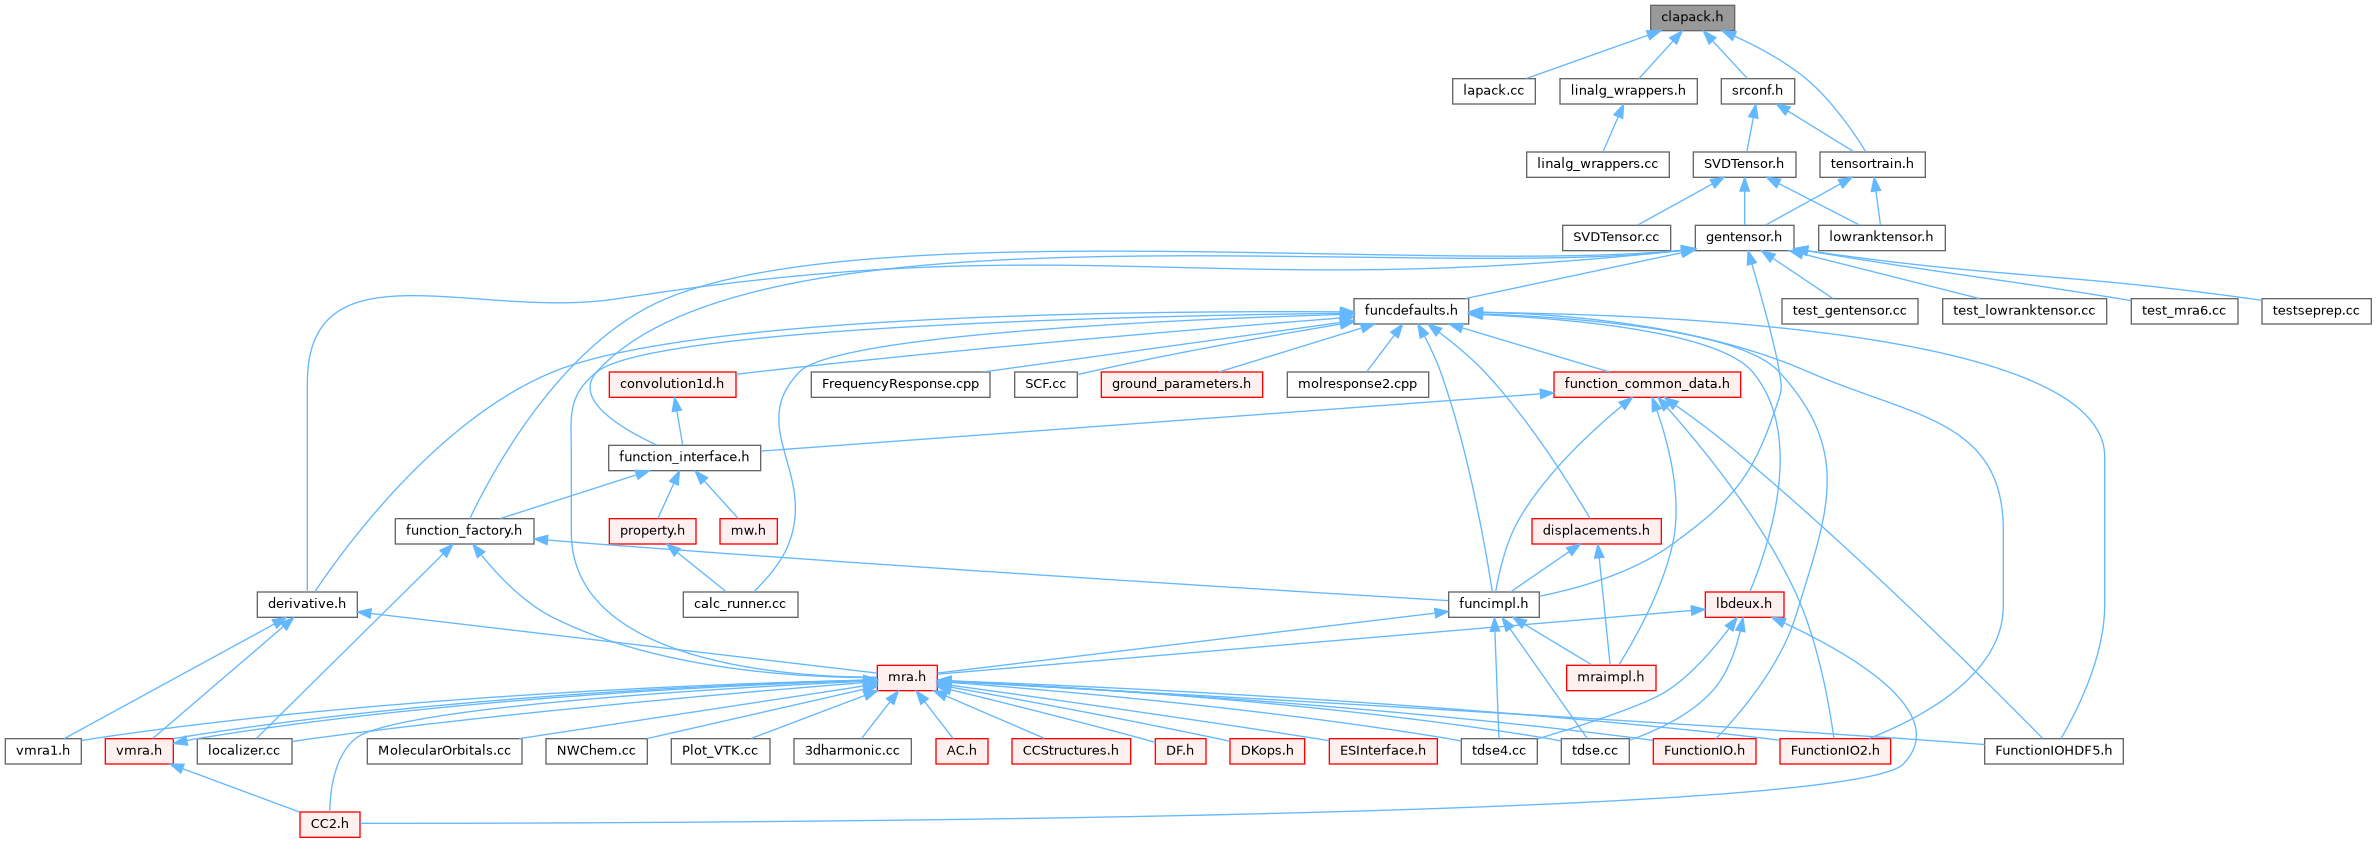 clapack.h
lapack.cc
linalg_wrappers.h
srconf.h
linalg_wrappers.cc
SVDTensor.h
tensortrain.h
SVDTensor.cc
gentensor.h
lowranktensor.h
funcdefaults.h
test_gentensor.cc
test_lowranktensor.cc
test_mra6.cc
testseprep.cc
convolution1d.h
FrequencyResponse.cpp
SCF.cc
ground_parameters.h
molresponse2.cpp
function_common_data.h
function_interface.h
function_factory.h
property.h
mw.h
displacements.h
derivative.h
calc_runner.cc
funcimpl.h
lbdeux.h
mra.h
mraimpl.h
vmra1.h
vmra.h
localizer.cc
MolecularOrbitals.cc
NWChem.cc
Plot_VTK.cc
3dharmonic.cc
AC.h
CCStructures.h
DF.h
DKops.h
ESInterface.h
tdse4.cc
tdse.cc
FunctionIO.h
FunctionIO2.h
FunctionIOHDF5.h
CC2.h